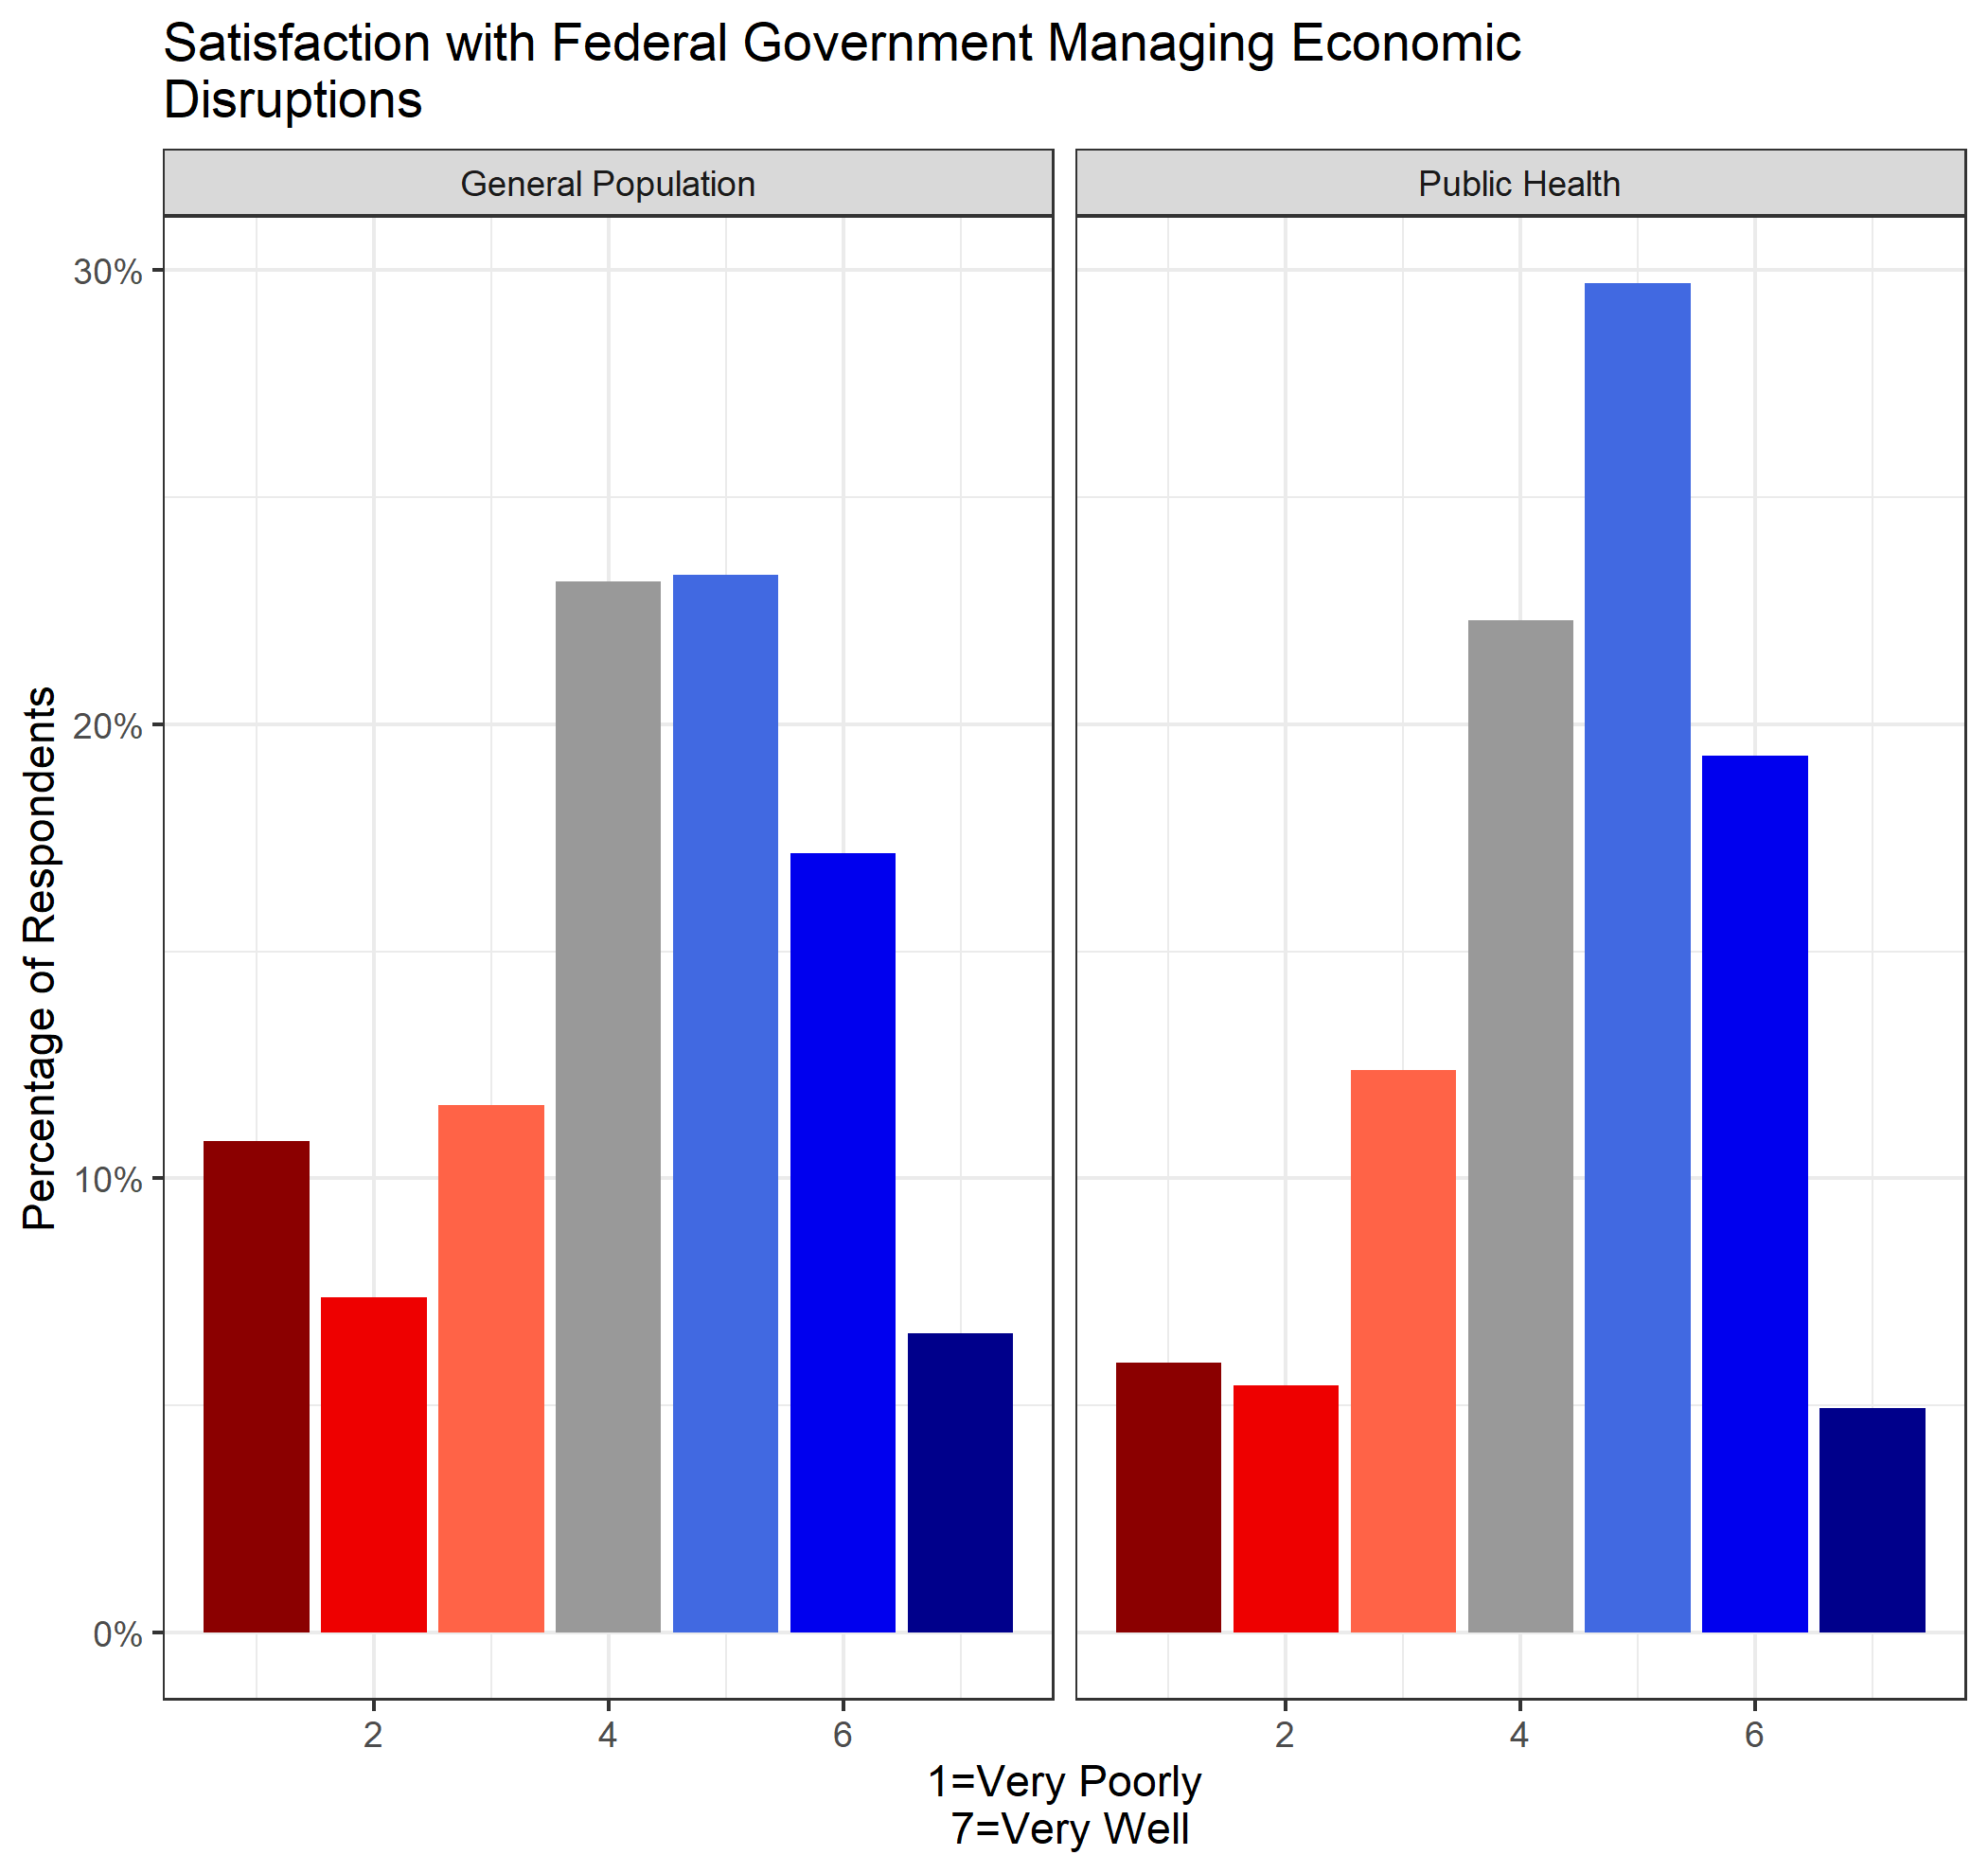 Satisfaction with Federal Government Managing Economic
Disruptions
General Population
Public Health
Percentage of Respondents
30%
20%
10%
0%
2 4 6
2 4 6
1=Very Poorly
7=Very Well